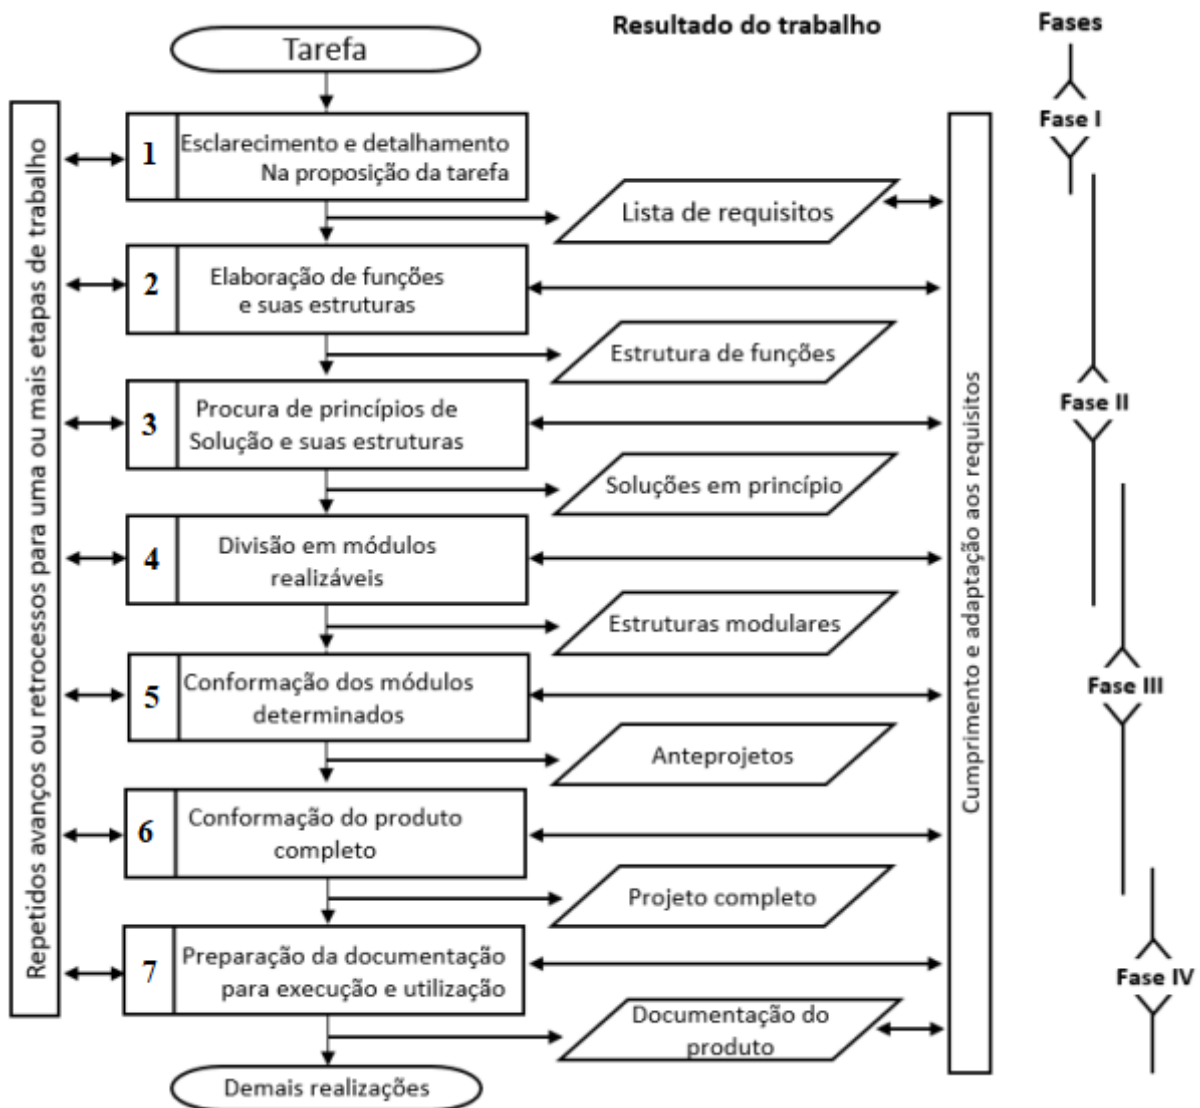 Resultado do trabalho
Fases
Tarefa
Repetidos avanços ou retrocessos para uma ou mais etapas de trabalho
1
Esclarecimento e detalhamento
Na proposição da tarefa
Fase I
Lista de requisitos
2
Elaboração de funções
e suas estruturas
Estrutura de funções
3
Procura de princípios de
Solução e suas estruturas
Fase II
Soluções em princípio
4
Divisão em módulos
realizáveis
Estruturas modulares
Cumprimento e adaptação aos requisitos
5
Conformação dos módulos
determinados
Fase III
Anteprojetos
6
Conformação do produto
completo
Projeto completo
7
Preparação da documentação
para execução e utilização
Fase IV
Documentação do
produto
Demais realizações